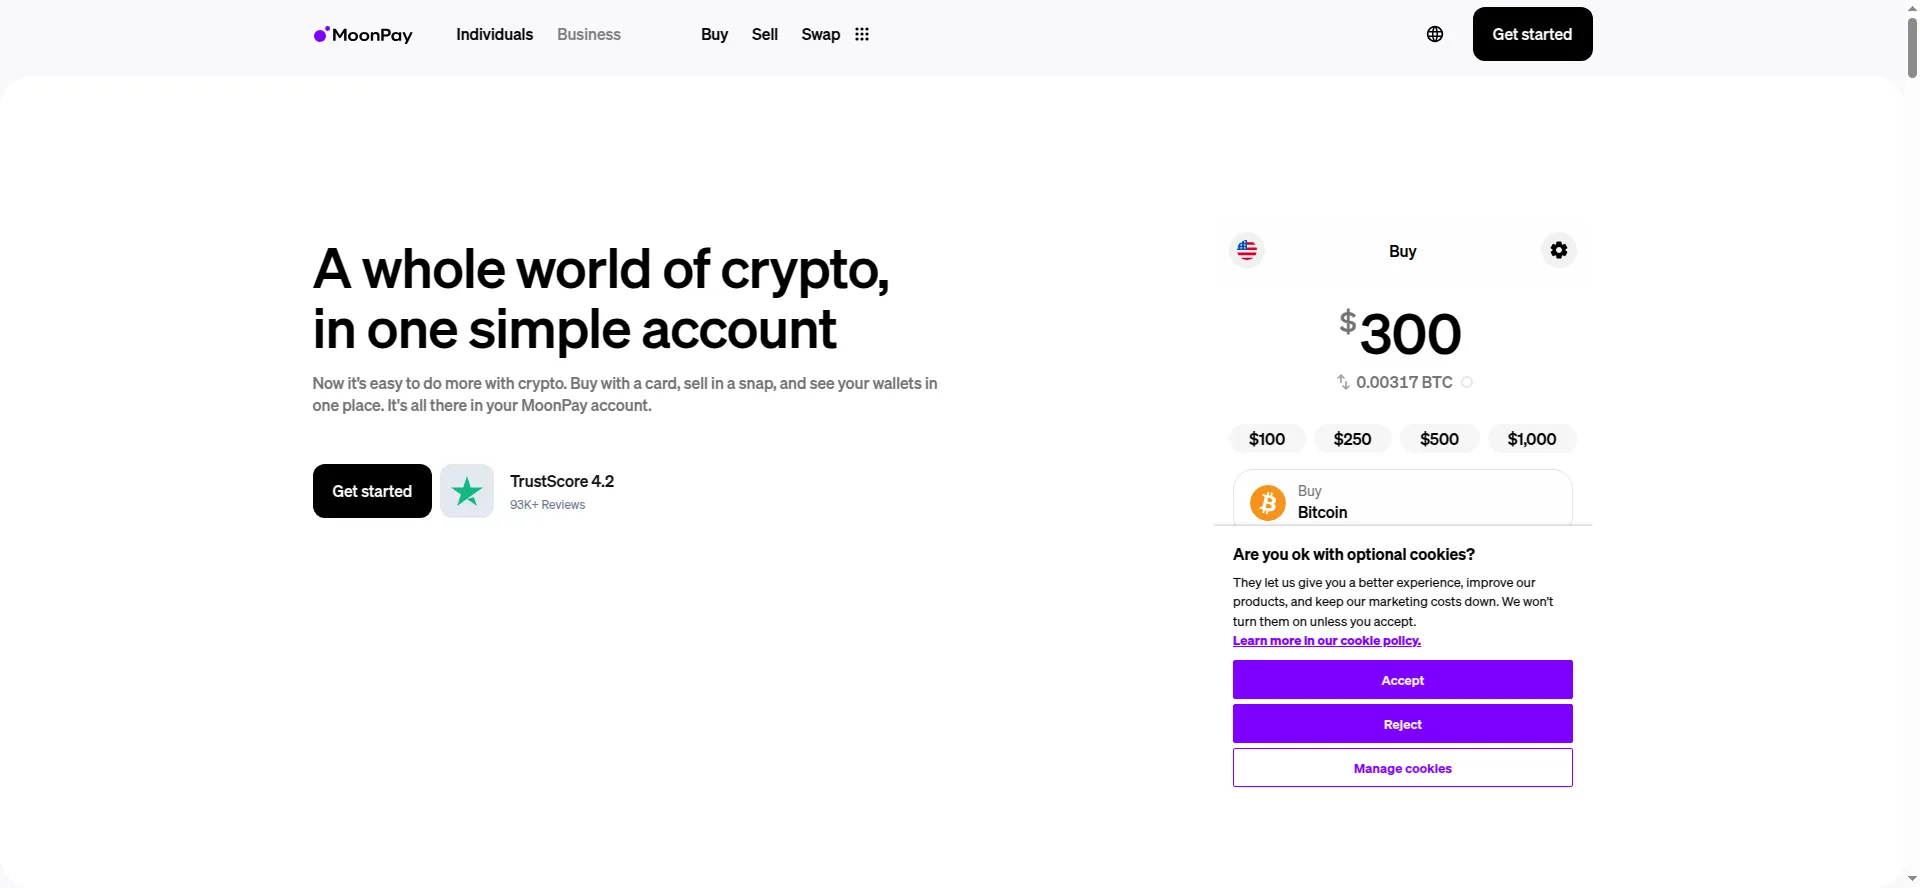 MoonPay
Individuals
Business
Buy
Sell
Swap
Get started
A whole world of crypto,
in one simple account
Now it's easy to do more with crypto. Buy with a card, sell in a snap, and see your wallets in
one place. It's all there in your MoonPay account.
Get started
TrustScore 4.2
93K+ Reviews
Buy
$300
0.00317 BTC
$100
$250
$500
$1,000
Buy
Bitcoin
Are you ok with optional cookies?
They let us give you a better experience, improve our
products, and keep our marketing costs down. We won't
turn them on unless you accept.
Learn more in our cookie policy.
Accept
Reject
Manage cookies